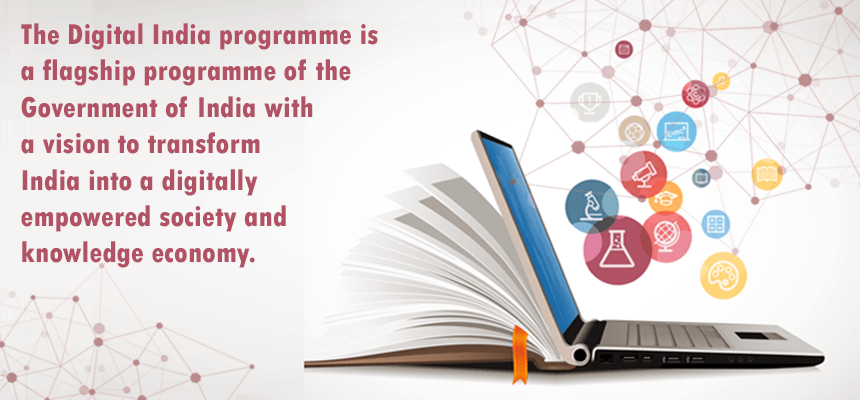 The Digital India programme is
a flagship programme of the
Government of India with
a vision to transform
India into a digitally
empowered society and
knowledge economy.